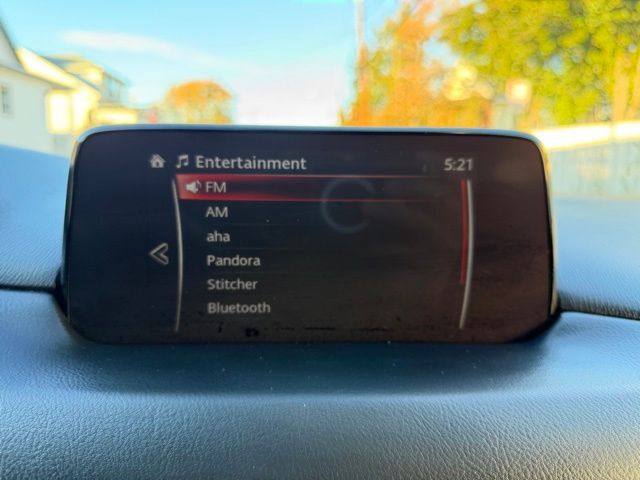 Entertainment 5:21
FM
AM
aha
Pandora
Stitcher
Bluetooth